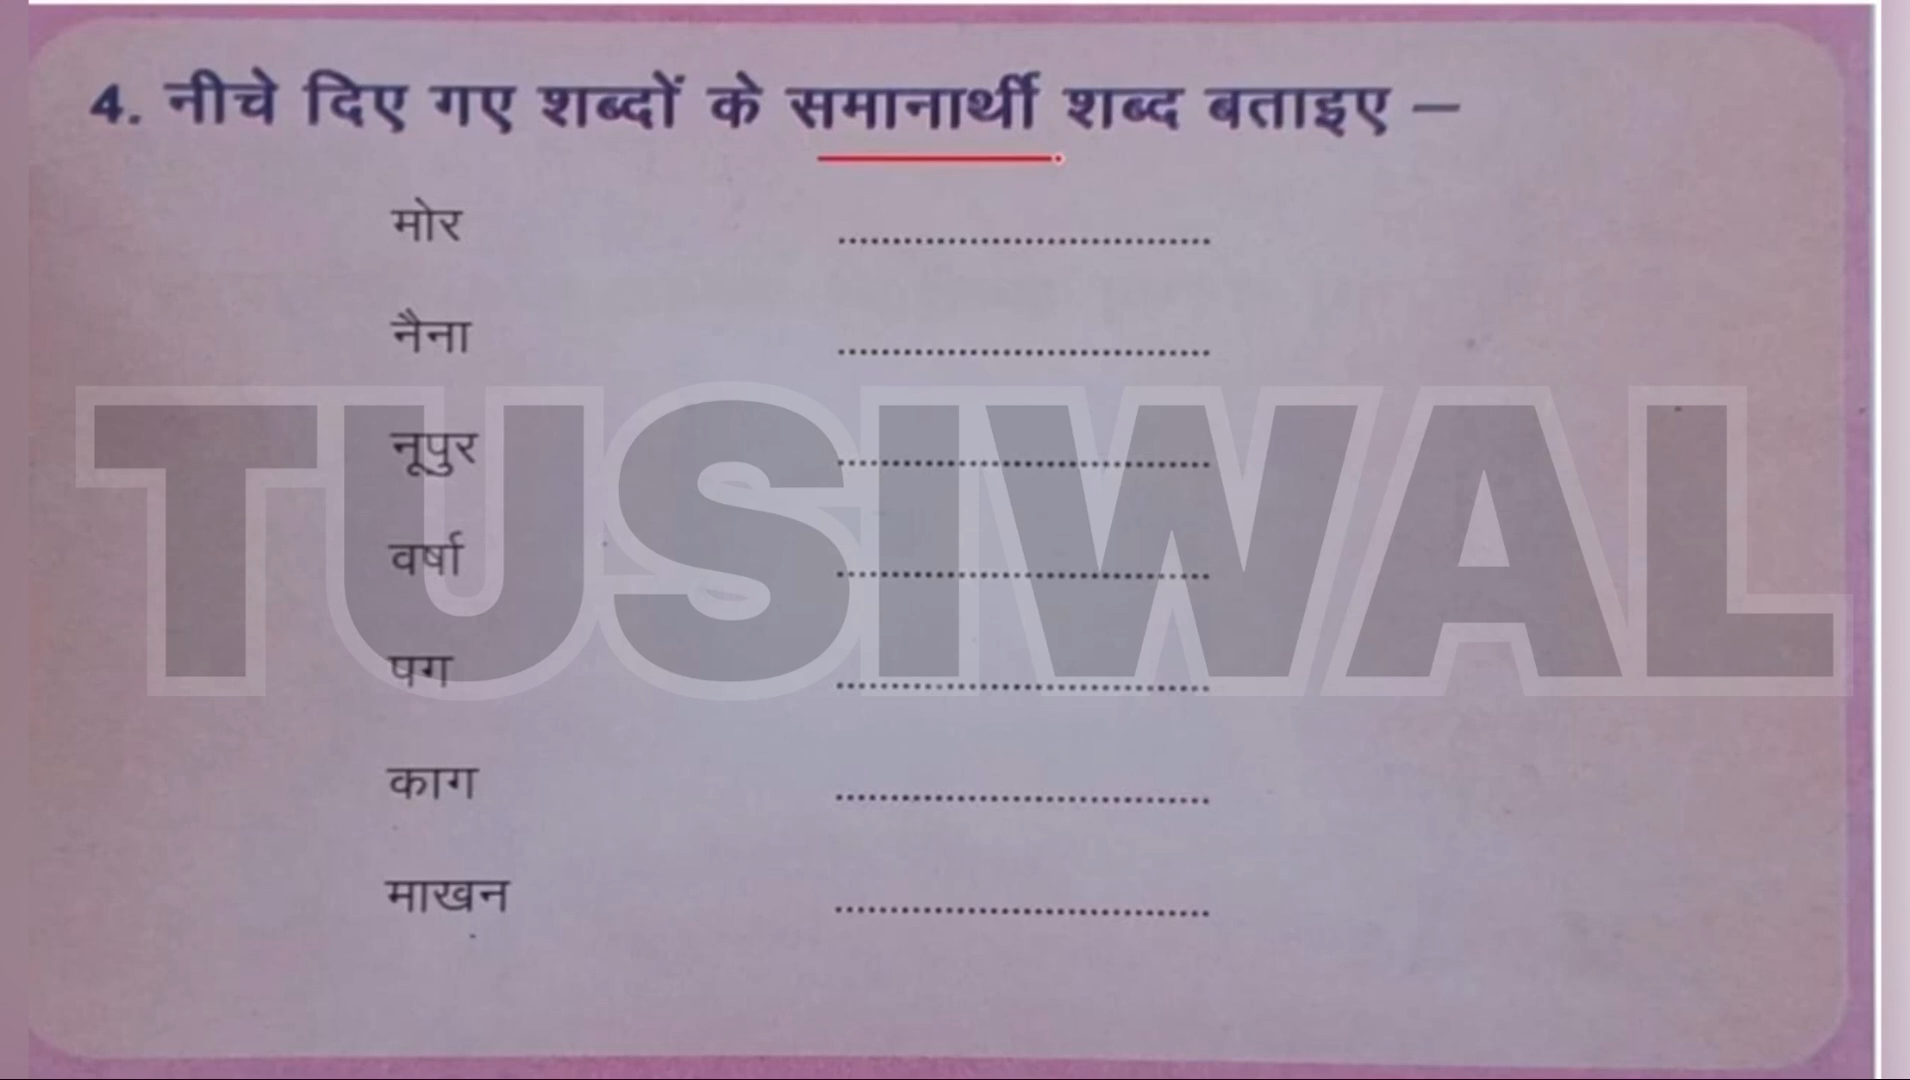 4. नीचे दिए गए शब्दों के समानार्थी शब्द बताइए —
मोर ..................................
नैना ..................................
नूपुर ..................................
वर्षा ..................................
पग ..................................
काग ..................................
माखन ..................................
TUSIWAL